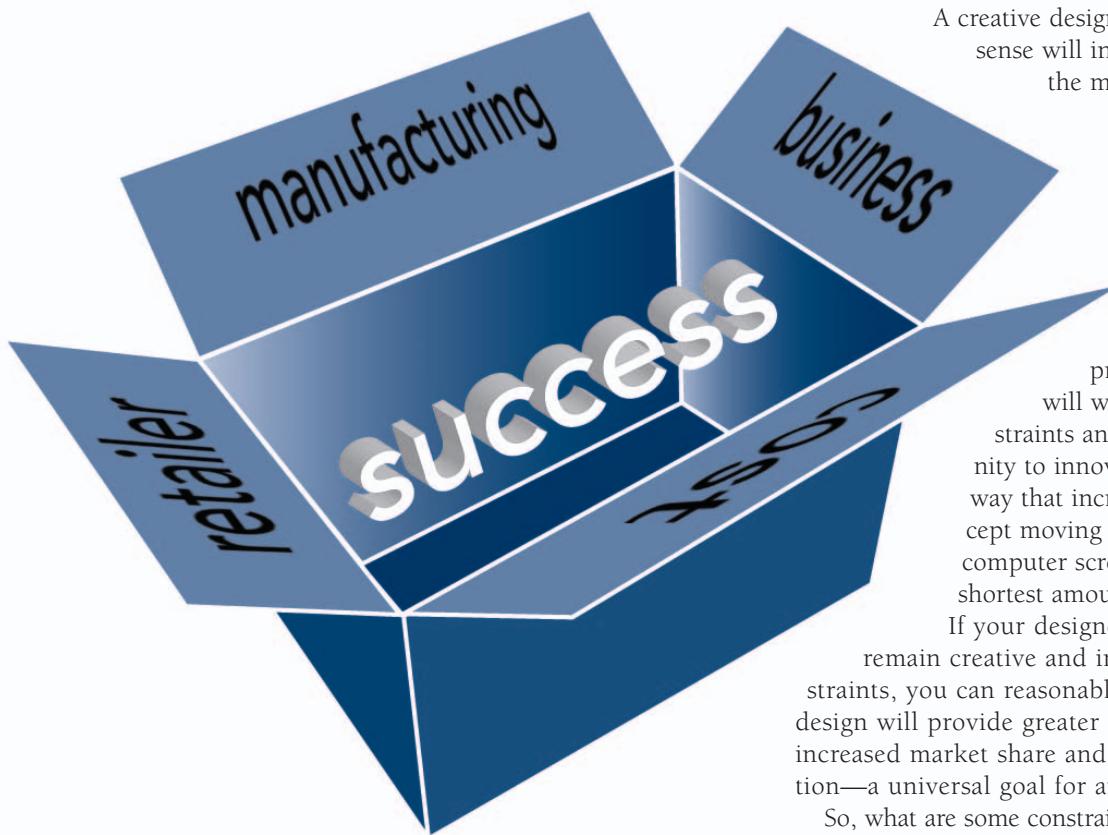 manufacturing
business
success
retailer
cost
A creative design
sense will in
the m
pr
will w
straints an
nity to innov
way that incr
cept moving
computer scre
shortest amou
If your designe
remain creative and in
straints, you can reasonabl
design will provide greater
increased market share and
tion—a universal goal for a
So, what are some constrai